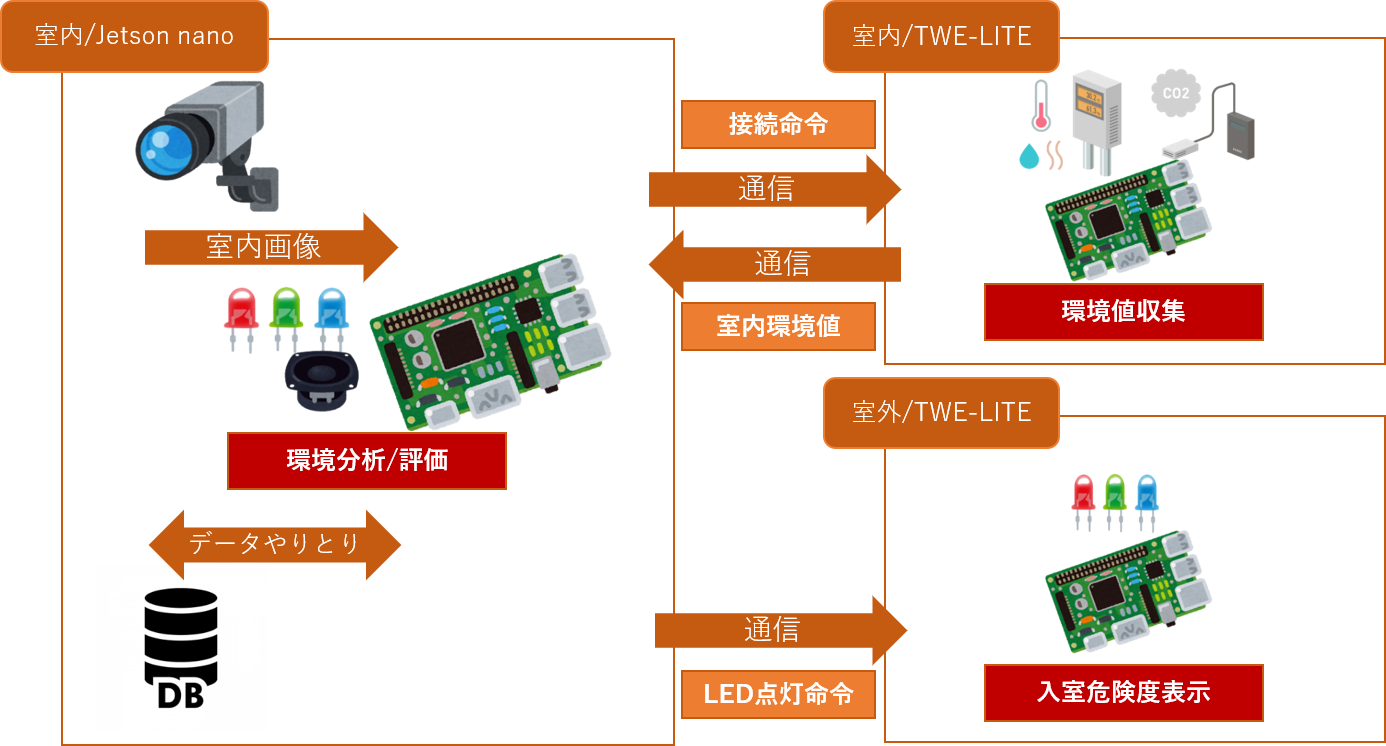 室内/Jetson nano
室内画像
環境分析/評価
データやりとり
DB
接続命令
通信
通信
室内環境値
室内/TWE-LITE
CO2
環境値収集
通信
LED点灯命令
室外/TWE-LITE
入室危険度表示